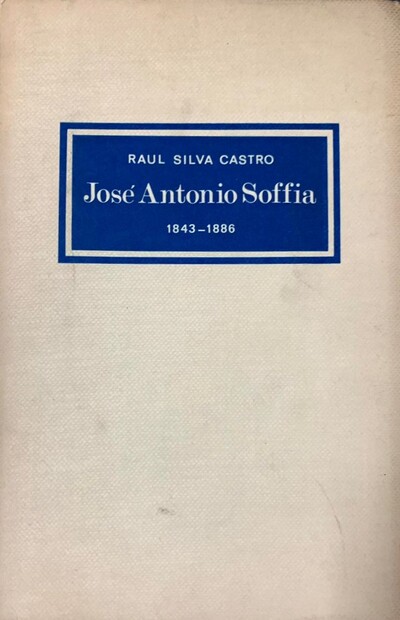 RAUL SILVA CASTRO
José Antonio Soffia
1843-1886